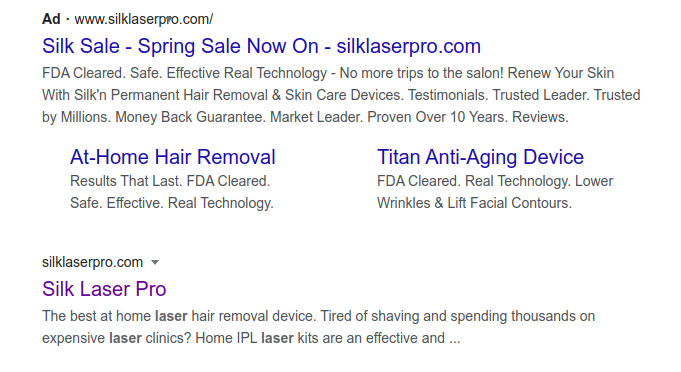 Ad · www.silklaserpro.com/
Silk Sale - Spring Sale Now On - silklaserpro.com
FDA Cleared. Safe. Effective Real Technology - No more trips to the salon! Renew Your Skin
With Silk'n Permanent Hair Removal & Skin Care Devices. Testimonials. Trusted Leader. Trusted
by Millions. Money Back Guarantee. Market Leader. Proven Over 10 Years. Reviews.
At-Home Hair Removal
Results That Last. FDA Cleared.
Safe. Effective. Real Technology.
Titan Anti-Aging Device
FDA Cleared. Real Technology. Lower
Wrinkles & Lift Facial Contours.
silklaserpro.com
Silk Laser Pro
The best at home laser hair removal device. Tired of shaving and spending thousands on
expensive laser clinics? Home IPL laser kits are an effective and ...